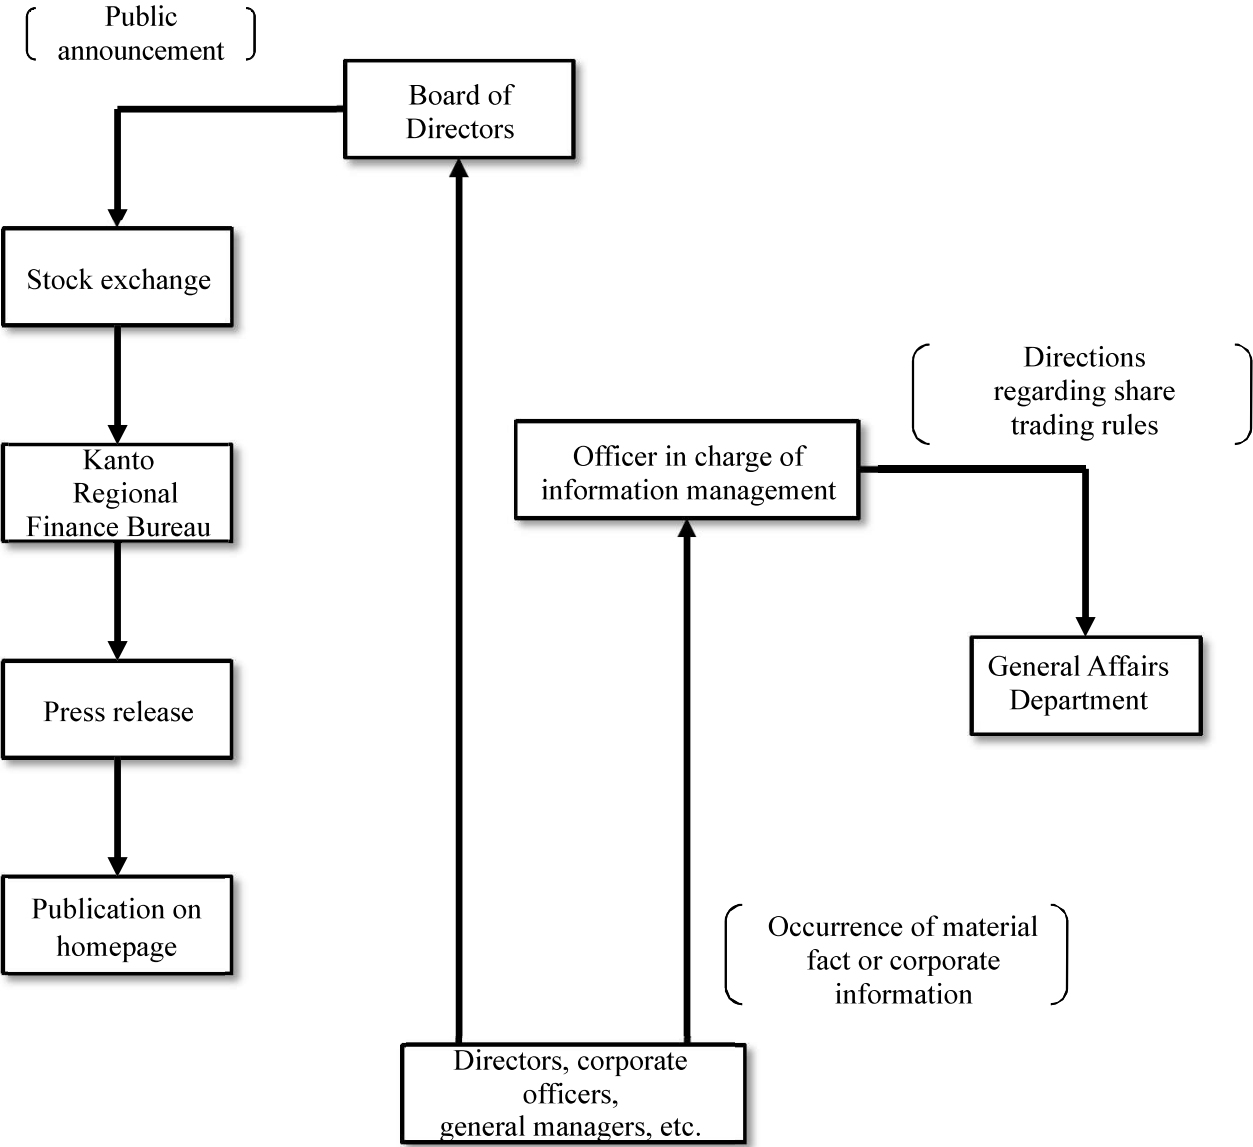 Public
announcement
Board of
Directors
Stock exchange
Directions
regarding share
trading rules
Kanto
Regional
Finance Bureau
Officer in charge of
information management
General Affairs
Department
Press release
Publication on
homepage
Occurrence of material
fact or corporate
information
Directors, corporate
officers,
general managers, etc.